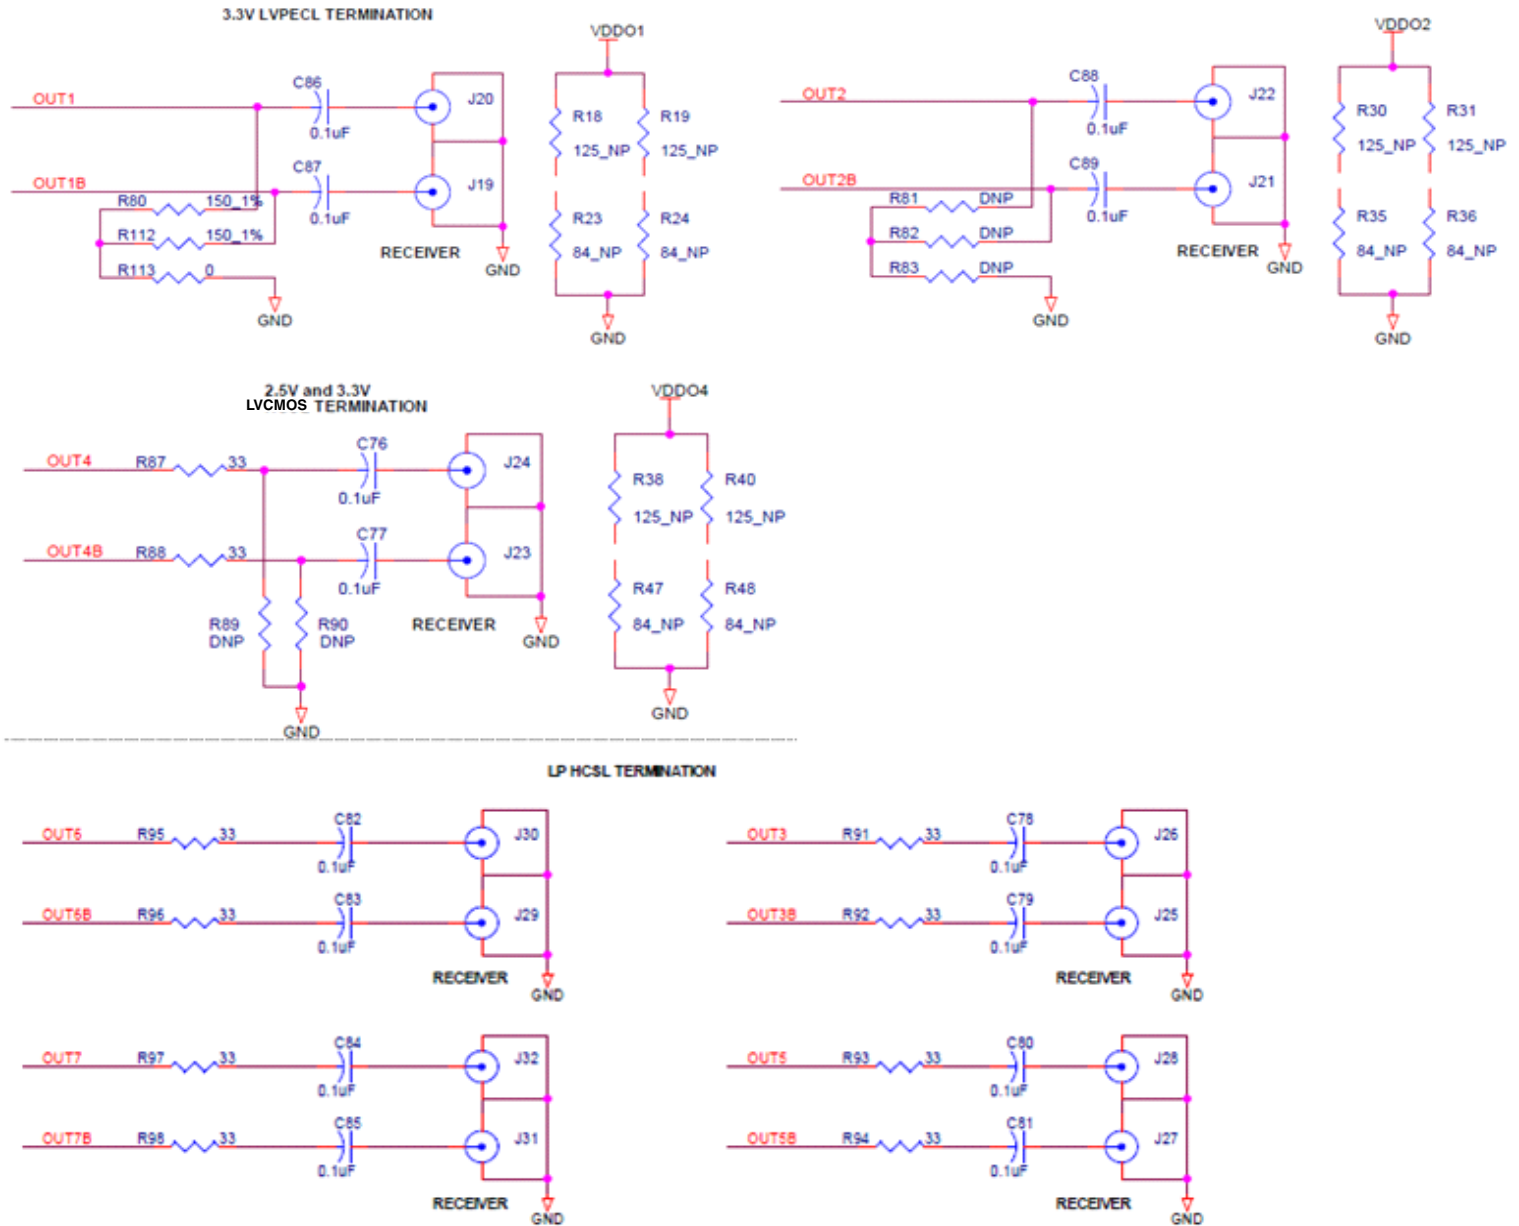 3.3V LVPECL TERMINATION
OUT1
C86
0.1uF
J20
OUT1B
C87
0.1uF
J19
R80 150_1%
R112 150_1%
R113 0
GND
RECEIVER
GND
VDDO1
R18
125_NP
R19
125_NP
R23
84_NP
R24
84_NP
GND
OUT2
C88
0.1uF
J22
OUT2B
C89
0.1uF
J21
R81 DNP
R82 DNP
R83 DNP
GND
RECEIVER
GND
VDDO2
R30
125_NP
R31
125_NP
R35
84_NP
R36
84_NP
GND
2.5V and 3.3V
LVCMOS TERMINATION
OUT4
R87 33
C76
0.1uF
J24
OUT4B
R88 33
C77
0.1uF
J23
R89
DNP
R90
DNP
GND
RECEIVER
GND
VDDO4
R38
125_NP
R40
125_NP
R47
84_NP
R48
84_NP
GND
LP HCSL TERMINATION
OUT6
R95 33
C82
0.1uF
J30
OUT6B
R96 33
C83
0.1uF
J29
RECEIVER
GND
OUT3
R91 33
C78
0.1uF
J26
OUT3B
R92 33
C79
0.1uF
J25
RECEIVER
GND
OUT7
R97 33
C84
0.1uF
J32
OUT7B
R98 33
C85
0.1uF
J31
RECEIVER
GND
OUT5
R93 33
C80
0.1uF
J28
OUT5B
R94 33
C81
0.1uF
J27
RECEIVER
GND